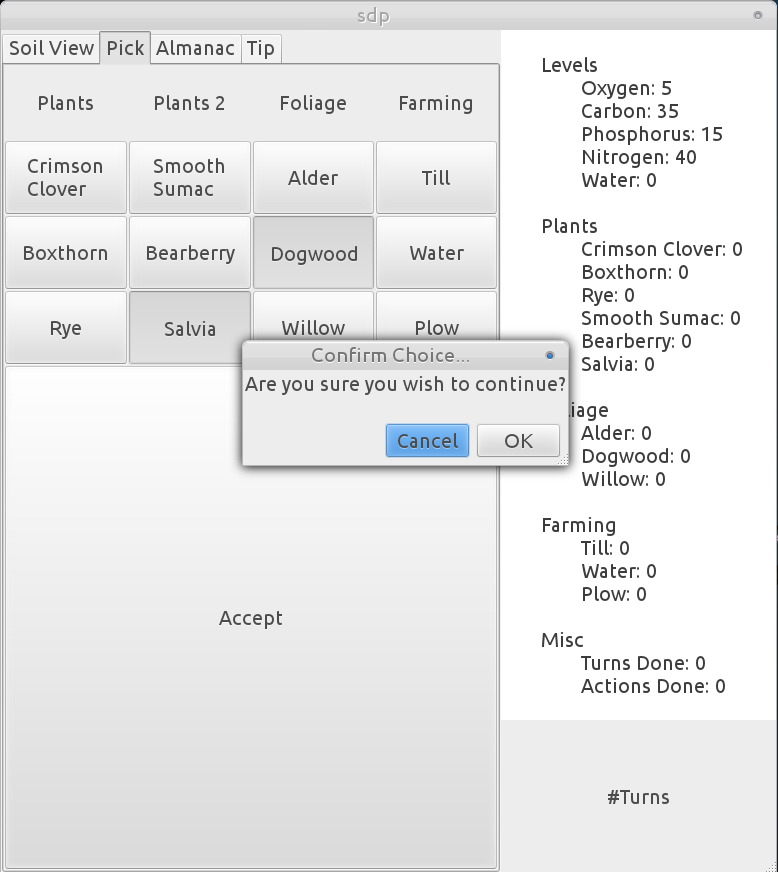 sdp
Soil View Pick Almanac Tip
Plants Plants 2 Foliage Farming
Crimson Clover
Smooth Sumac
Alder
Till
Boxthorn
Bearberry
Dogwood
Water
Rye
Salvia
Willow
Plow
Confirm Choice...
Are you sure you wish to continue?
Cancel OK
Accept
Levels
Oxygen: 5
Carbon: 35
Phosphorus: 15
Nitrogen: 40
Water: 0
Plants
Crimson Clover: 0
Boxthorn: 0
Rye: 0
Smooth Sumac: 0
Bearberry: 0
Salvia: 0
liage
Alder: 0
Dogwood: 0
Willow: 0
Farming
Till: 0
Water: 0
Plow: 0
Misc
Turns Done: 0
Actions Done: 0
#Turns